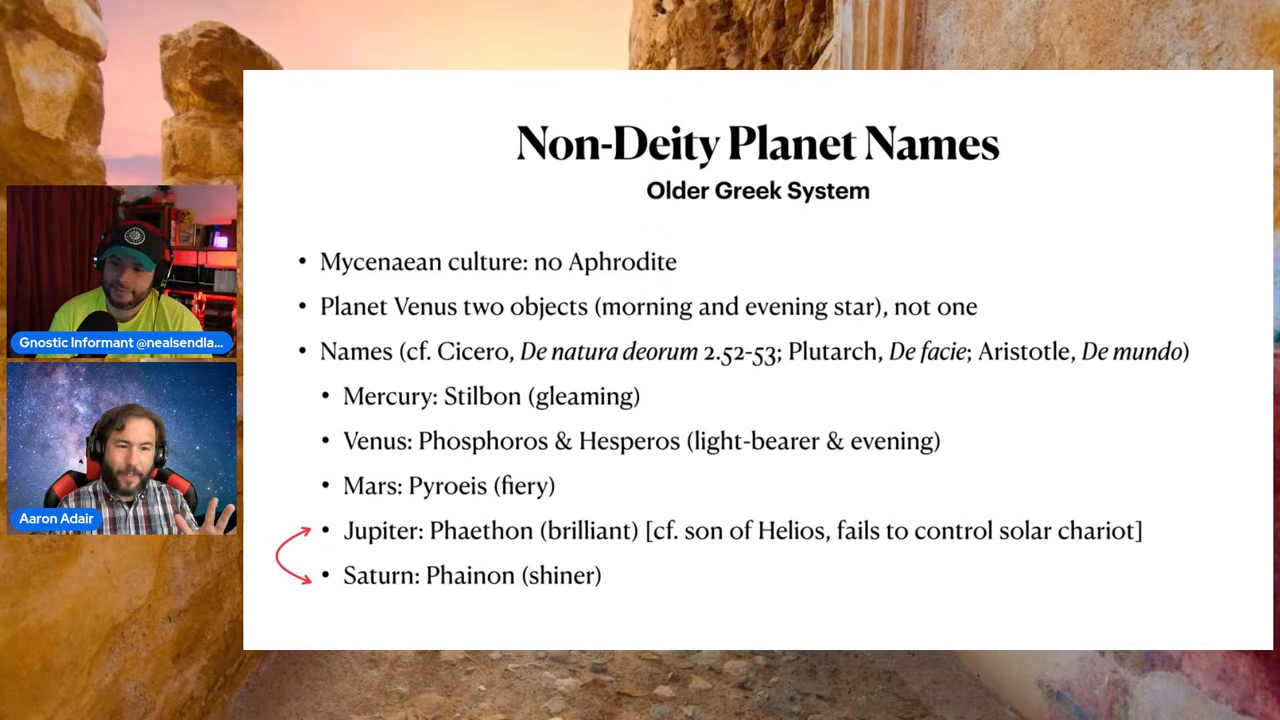 Non-Deity Planet Names
Older Greek System
• Mycenaean culture: no Aphrodite
• Planet Venus two objects (morning and evening star), not one
• Names (cf. Cicero, De natura deorum 2.52-53; Plutarch, De facie; Aristotle, De mundo)
• Mercury: Stilbon (gleaming)
• Venus: Phosphoros & Hesperos (light-bearer & evening)
• Mars: Pyroeis (fiery)
• Jupiter: Phaethon (brilliant) [cf. son of Helios, fails to control solar chariot]
• Saturn: Phainon (shiner)
Gnostic Informant @nealsendla...
Aaron Adair